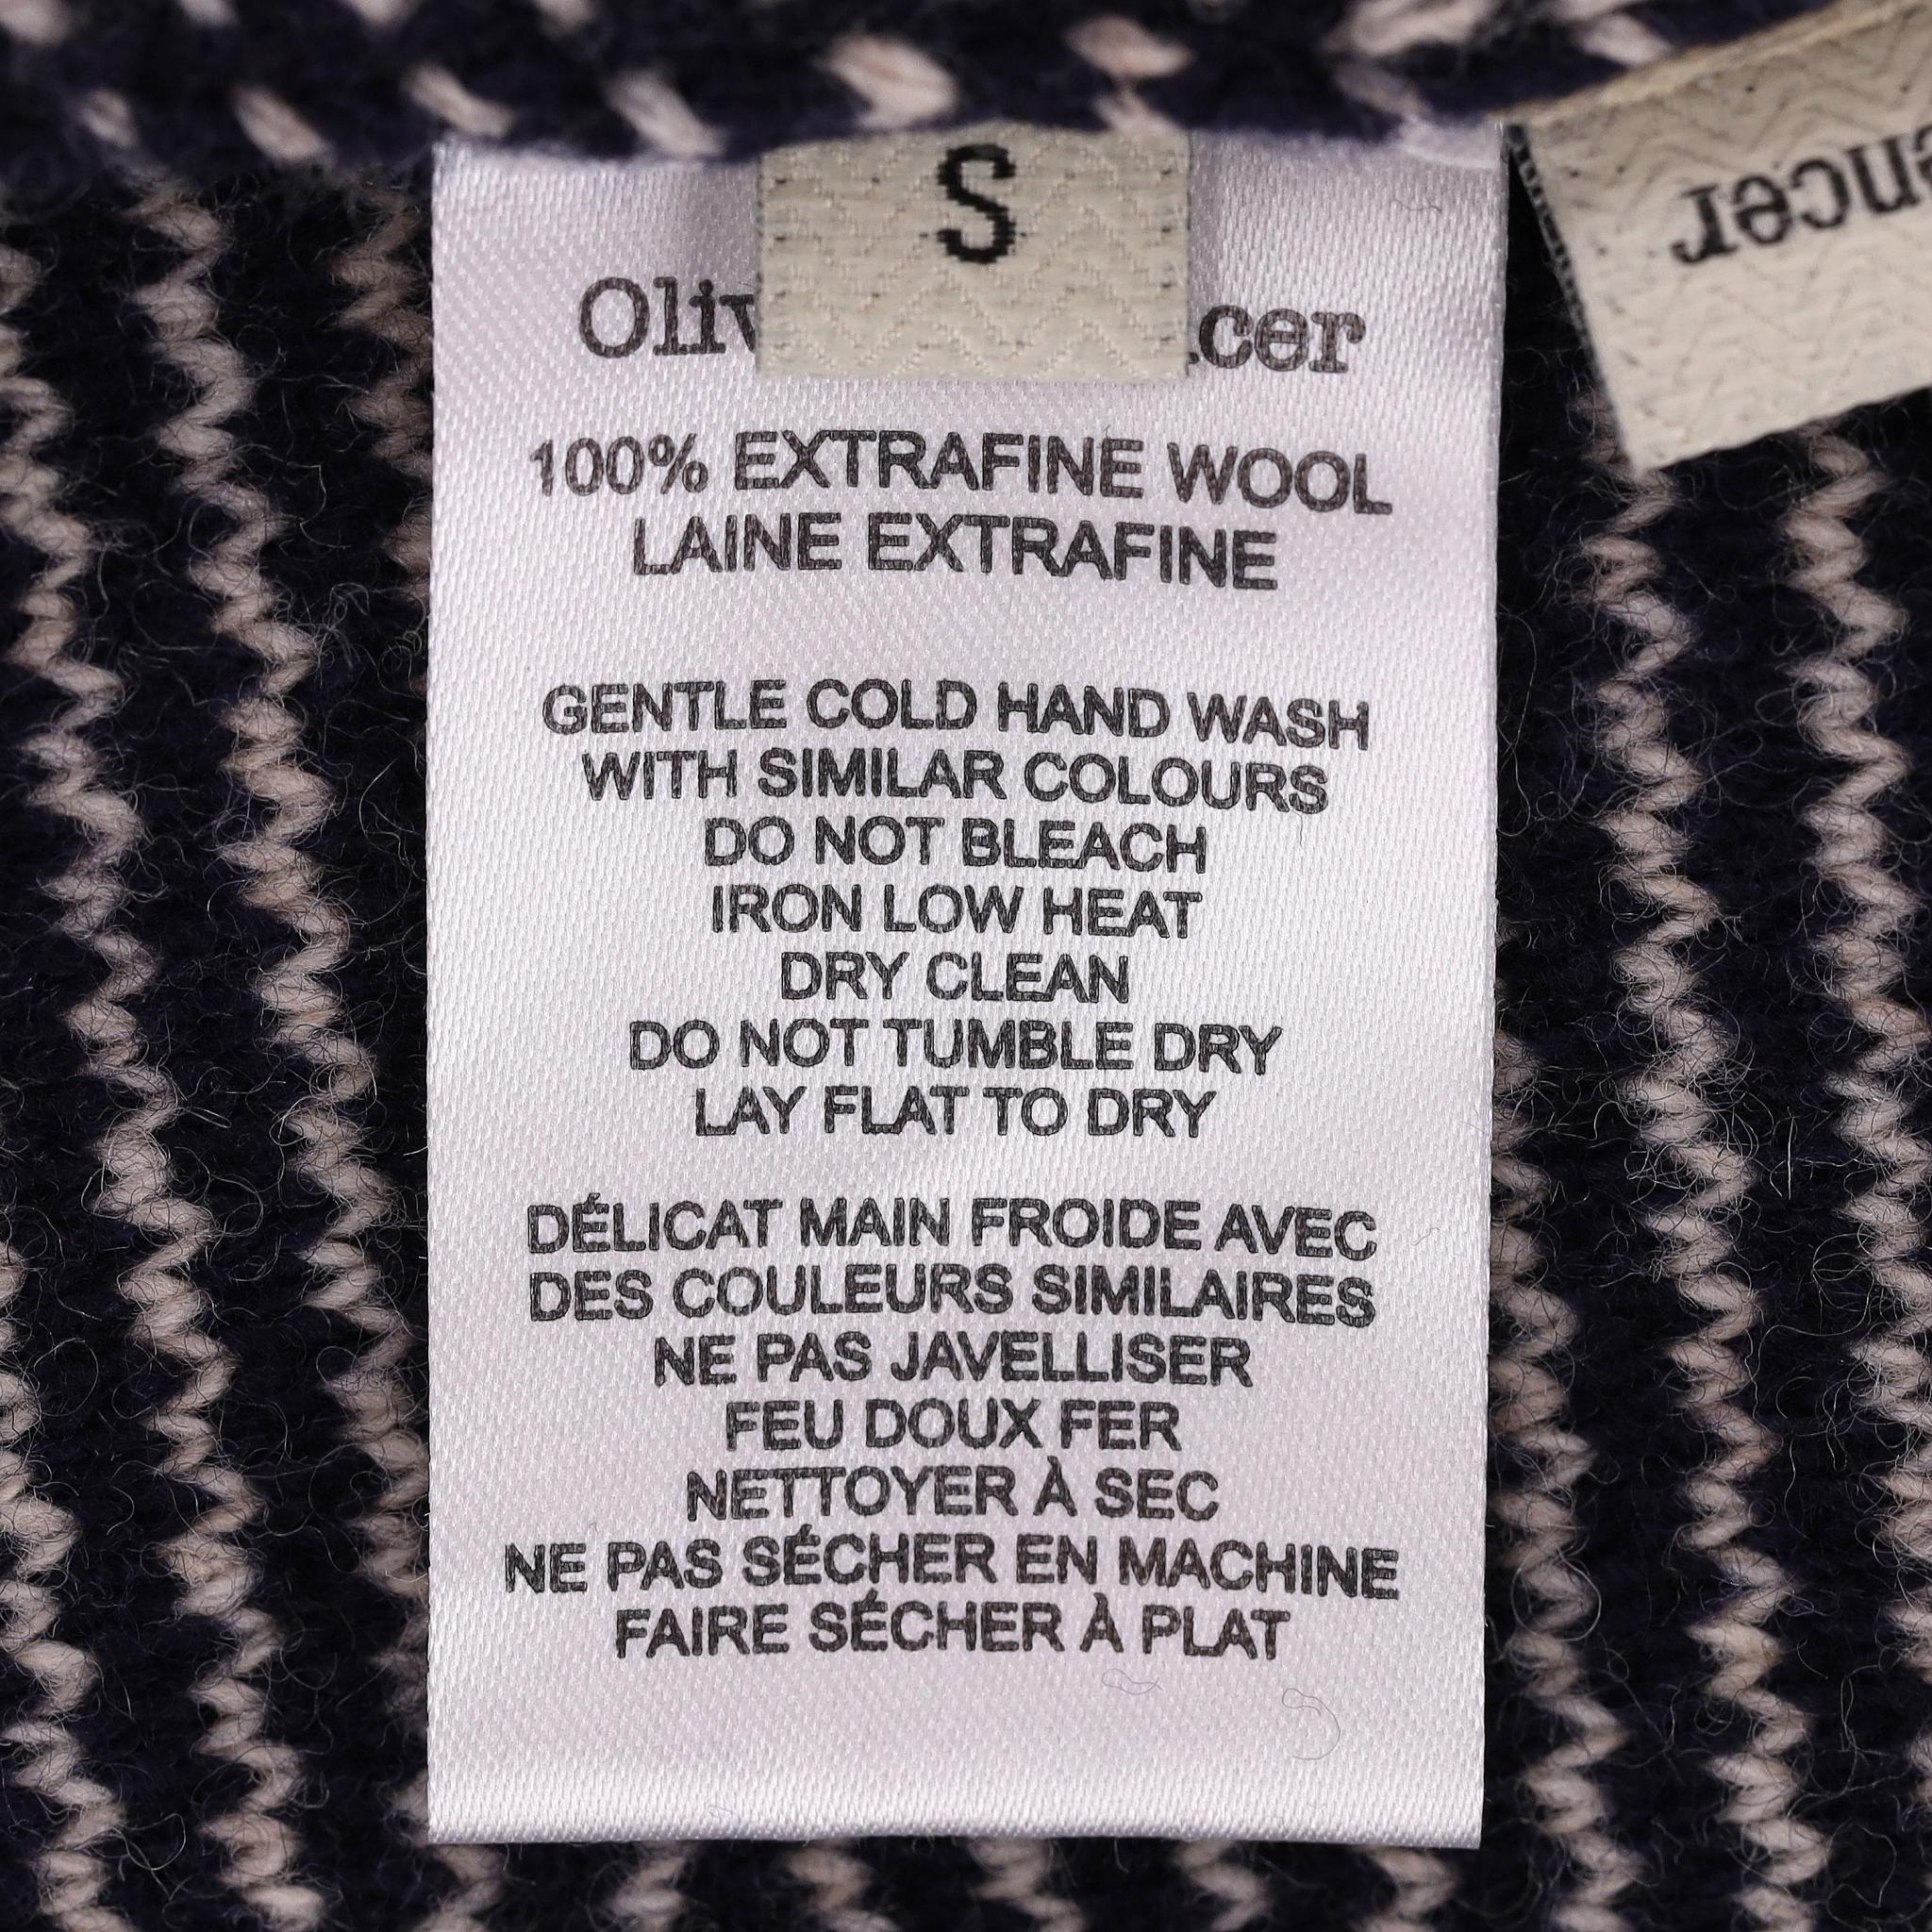 S
Oliv cer
encer
100% EXTRAFINE WOOL
LAINE EXTRAFINE
GENTLE COLD HAND WASH
WITH SIMILAR COLOURS
DO NOT BLEACH
IRON LOW HEAT
DRY CLEAN
DO NOT TUMBLE DRY
LAY FLAT TO DRY
DÉLICAT MAIN FROIDE AVEC
DES COULEURS SIMILAIRES
NE PAS JAVELLISER
FEU DOUX FER
NETTOYER À SEC
NE PAS SÉCHER EN MACHINE
FAIRE SÉCHER À PLAT